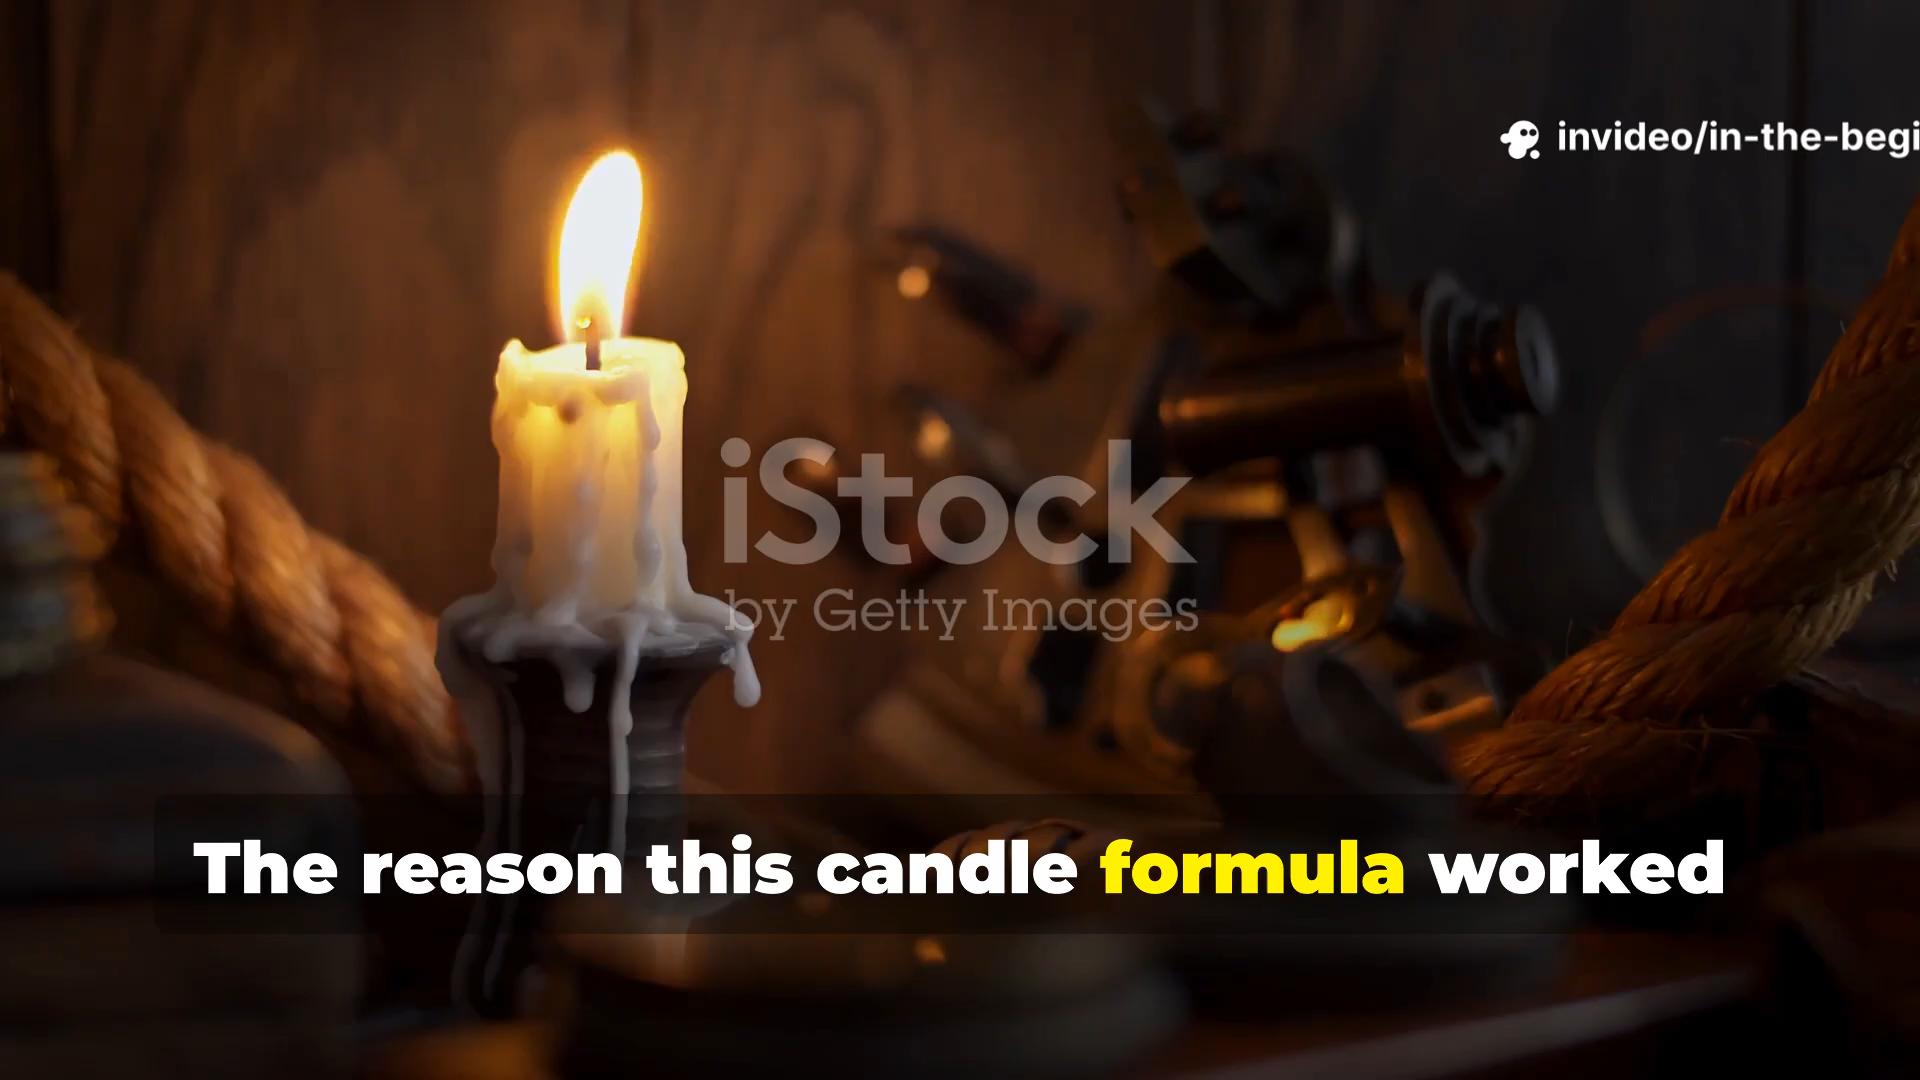 invideo/in-the-begi
iStock
by Getty Images
The reason this candle formula worked